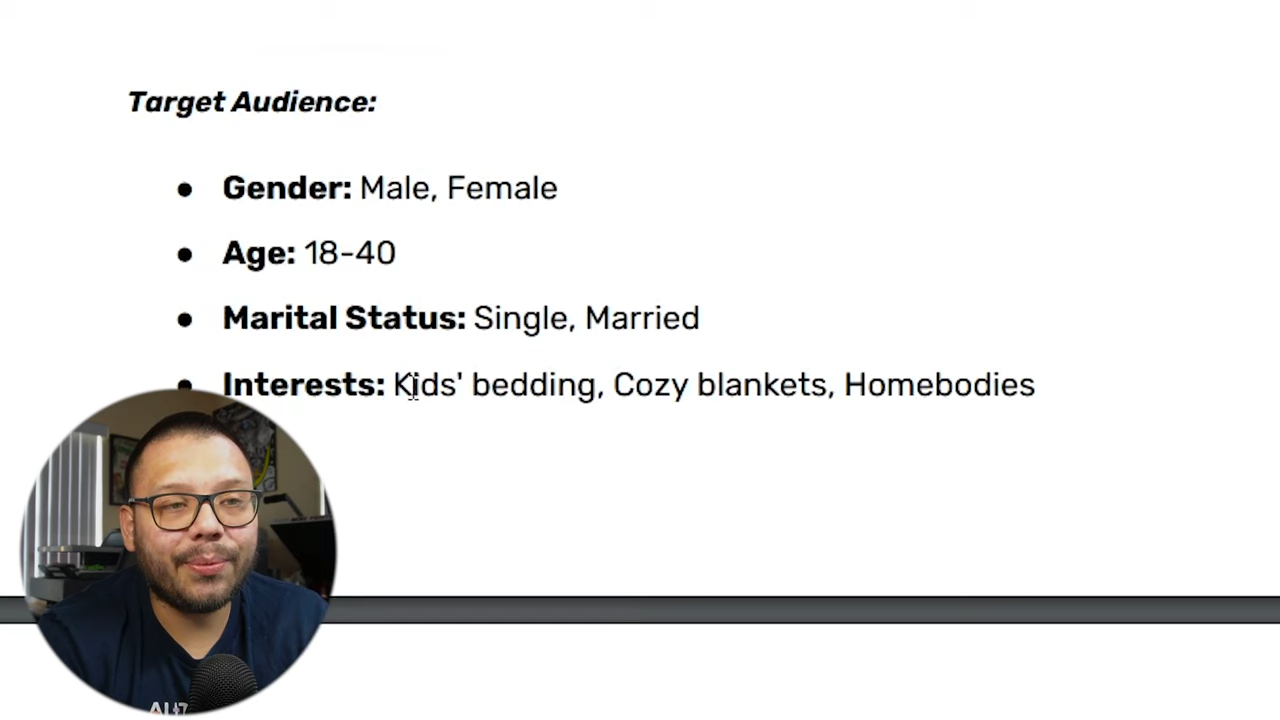 Target Audience:
● Gender: Male, Female
● Age: 18-40
● Marital Status: Single, Married
● Interests: Kids' bedding, Cozy blankets, Homebodies